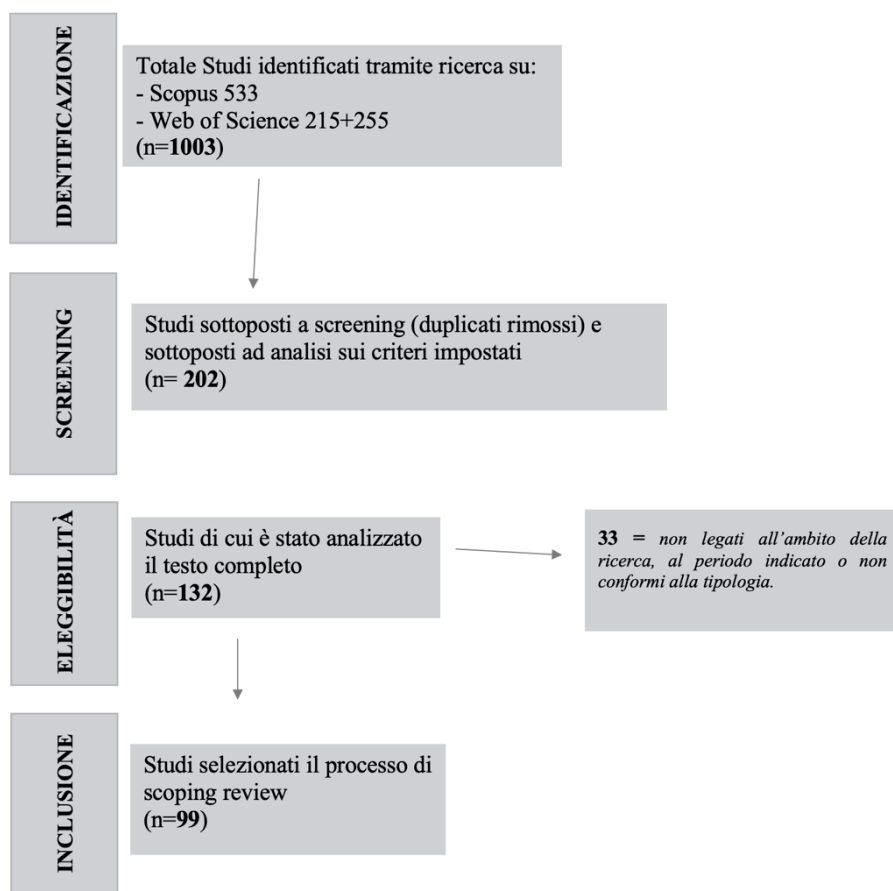 IDENTIFICAZIONE
Totale Studi identificati tramite ricerca su:
- Scopus 533
- Web of Science 215+255
(n=1003)
SCREENING
Studi sottoposti a screening (duplicati rimossi) e
sottoposti ad analisi sui criteri impostati
(n= 202)
ELEGGIBILITÀ
Studi di cui è stato analizzato
il testo completo
(n=132)
33 = non legati all’ambito della
ricerca, al periodo indicato o non
conformi alla tipologia.
INCLUSIONE
Studi selezionati il processo di
scoping review
(n=99)